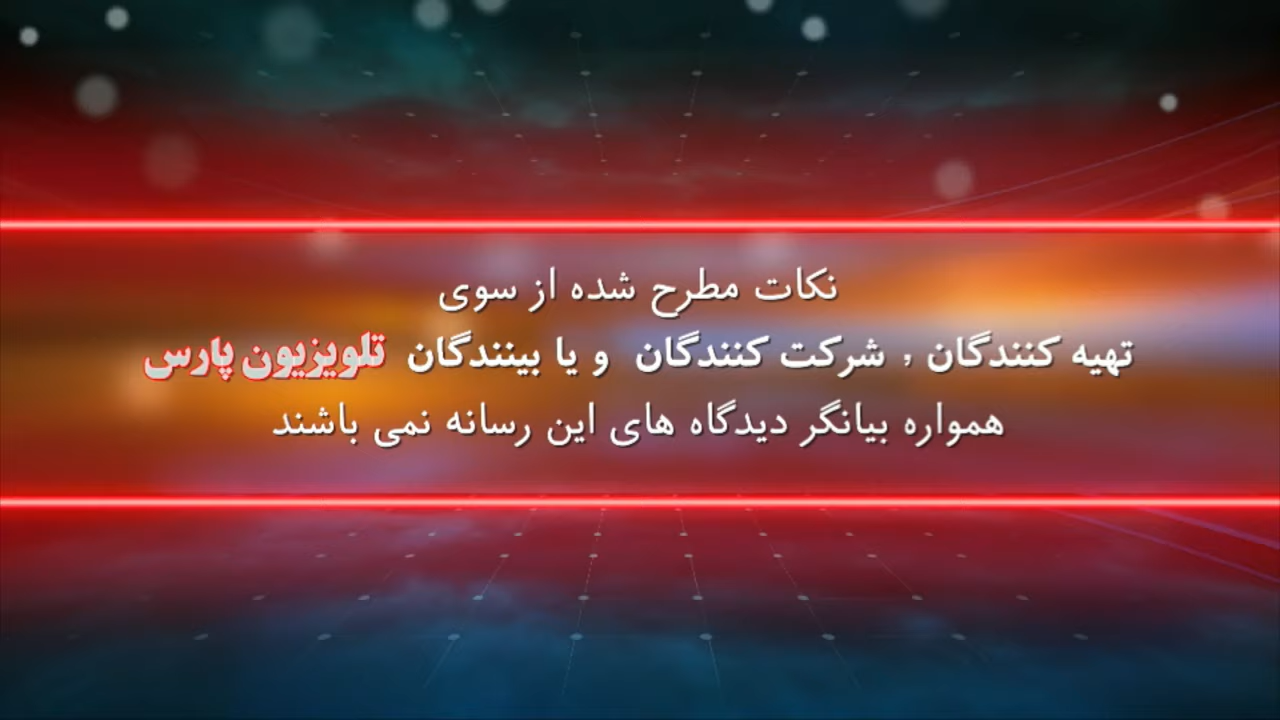 نکات مطرح شده از سوی
تهیه کنندگان , شرکت کنندگان و یا بینندگان تلویزیون پارس
همواره بیانگر دیدگاه های این رسانه نمی باشند